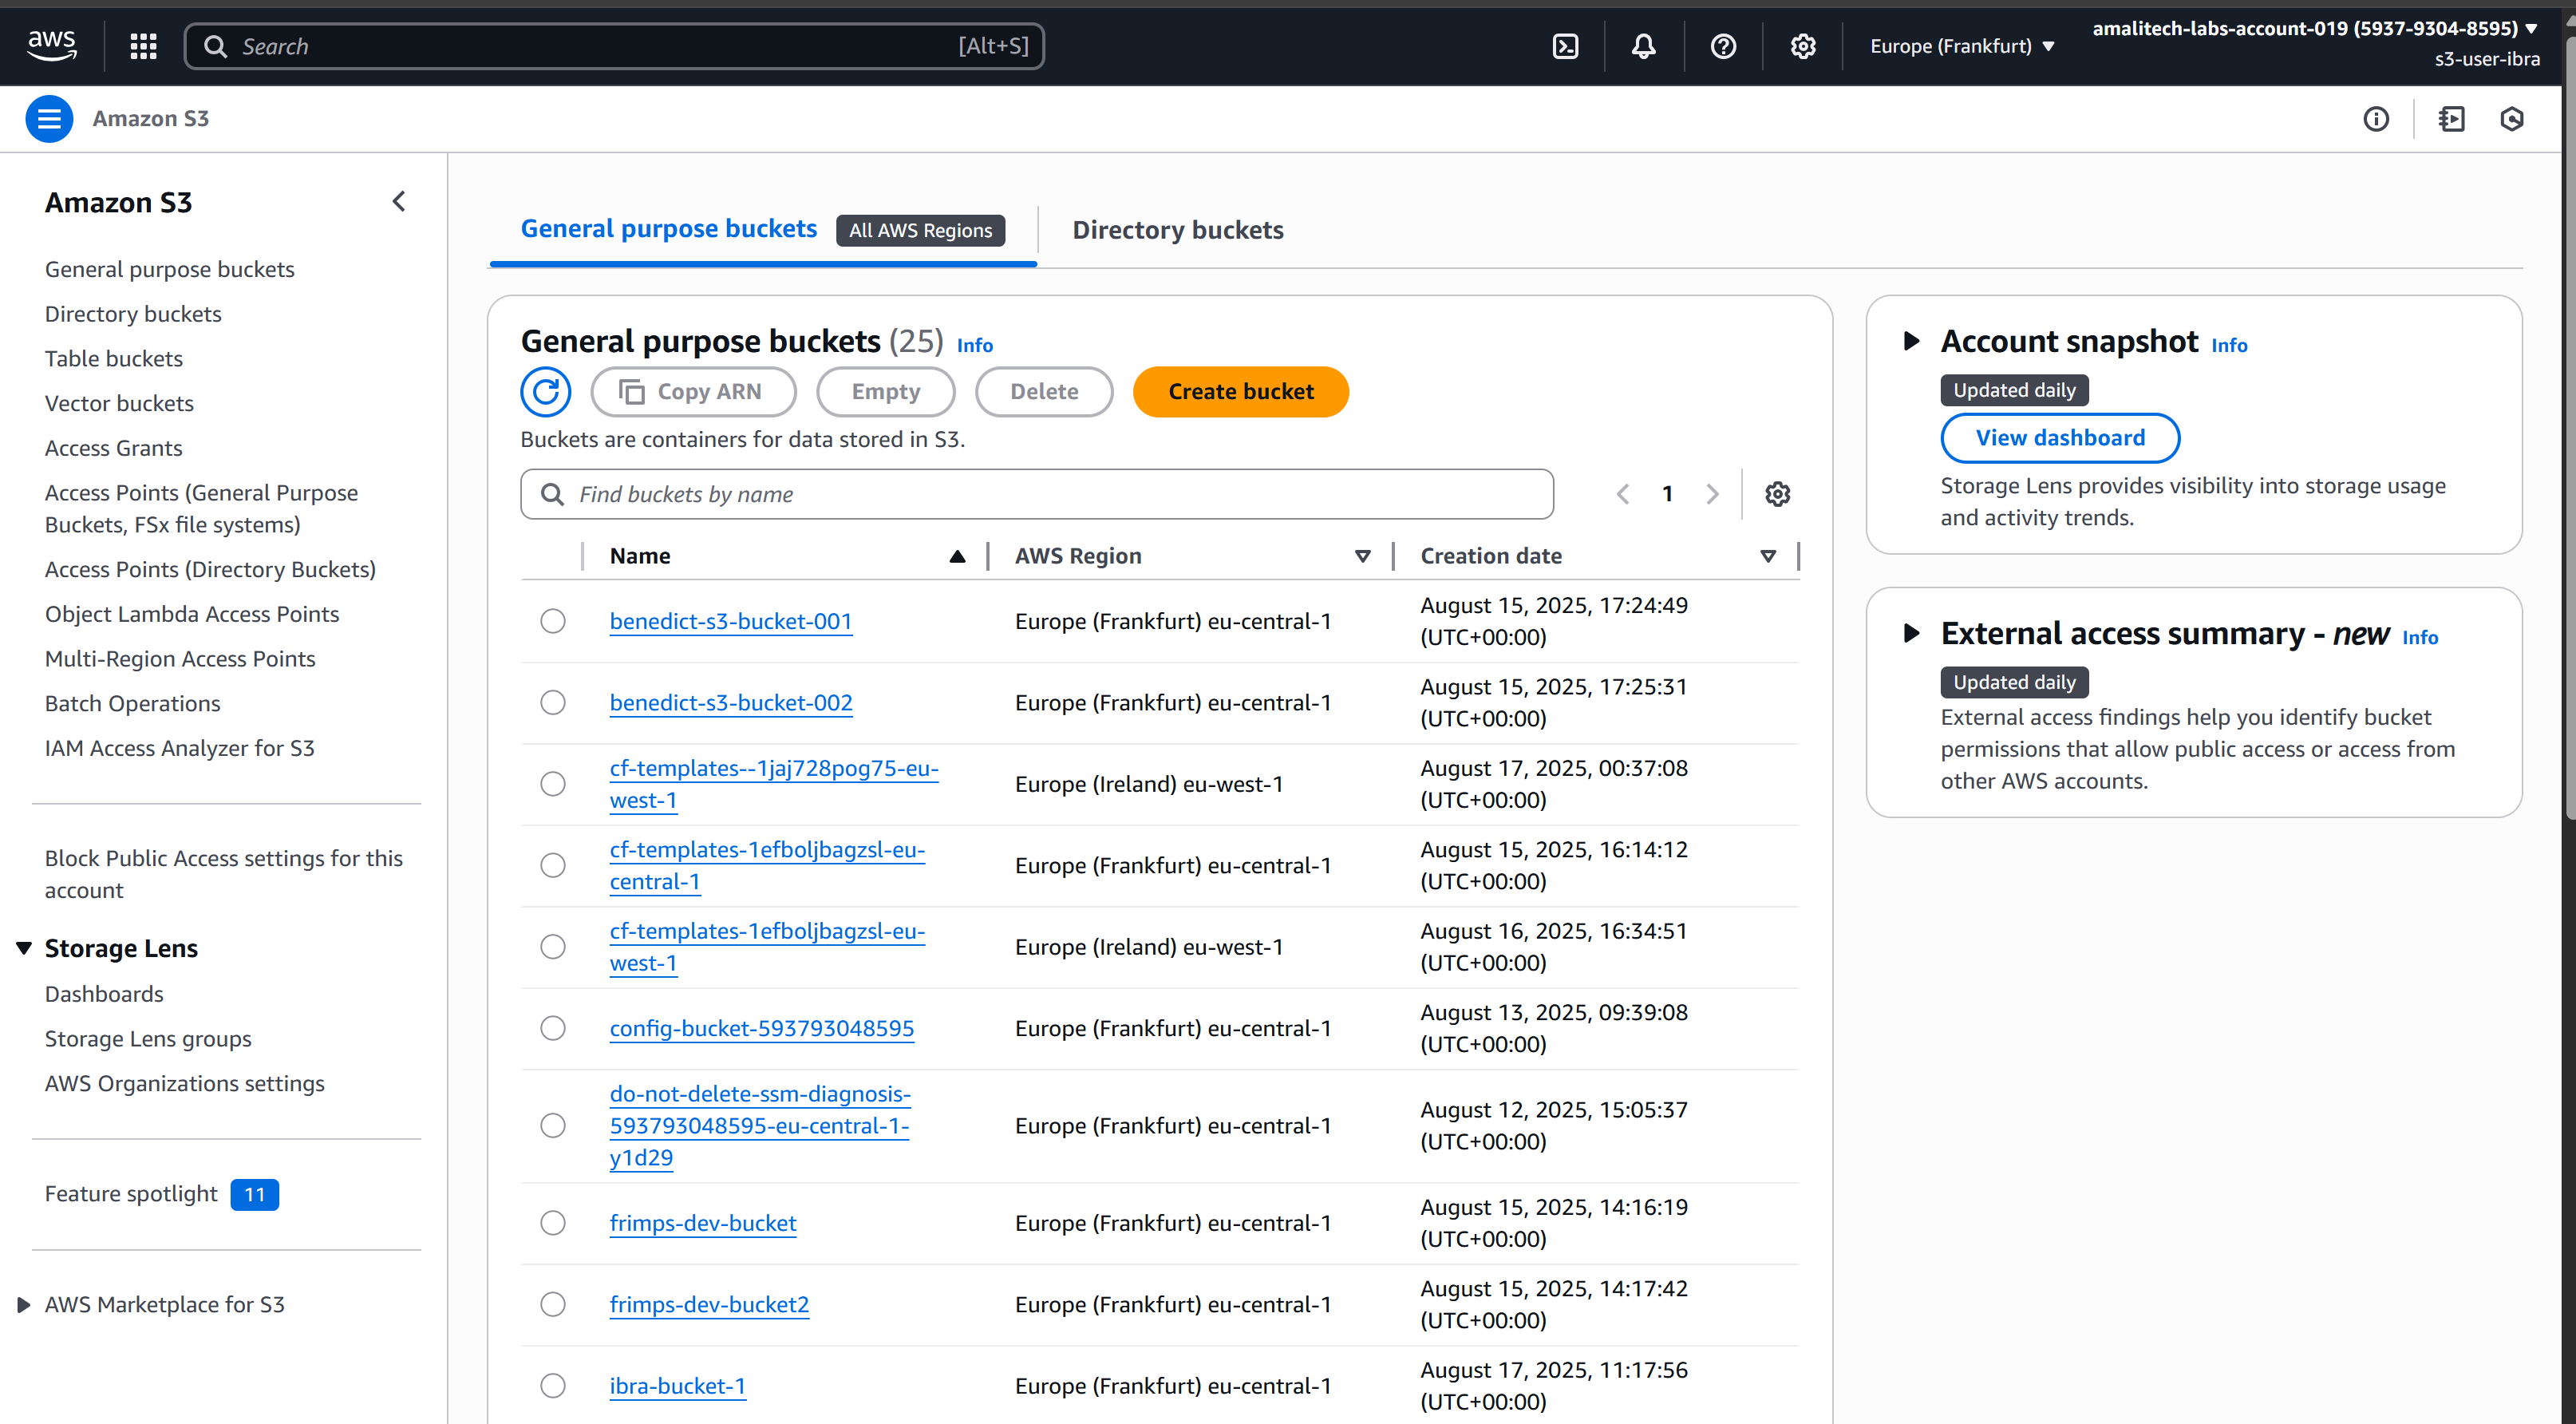 aws
Search
[Alt+S]
Europe (Frankfurt)
amalitech-labs-account-019 (5937-9304-8595)
s3-user-ibra
Amazon S3
Amazon S3
General purpose buckets
Directory buckets
Table buckets
Vector buckets
Access Grants
Access Points (General Purpose
Buckets, FSx file systems)
Access Points (Directory Buckets)
Object Lambda Access Points
Multi-Region Access Points
Batch Operations
IAM Access Analyzer for S3
Block Public Access settings for this
account
Storage Lens
Dashboards
Storage Lens groups
AWS Organizations settings
Feature spotlight 11
AWS Marketplace for S3
General purpose buckets All AWS Regions
Directory buckets
General purpose buckets (25) Info
Copy ARN
Empty
Delete
Create bucket
Buckets are containers for data stored in S3.
Find buckets by name
1
Name AWS Region Creation date
benedict-s3-bucket-001 Europe (Frankfurt) eu-central-1 August 15, 2025, 17:24:49
(UTC+00:00)
benedict-s3-bucket-002 Europe (Frankfurt) eu-central-1 August 15, 2025, 17:25:31
(UTC+00:00)
cf-templates--1jaj728pog75-eu-
west-1 Europe (Ireland) eu-west-1 August 17, 2025, 00:37:08
(UTC+00:00)
cf-templates-1efboljbagzsl-eu-
central-1 Europe (Frankfurt) eu-central-1 August 15, 2025, 16:14:12
(UTC+00:00)
cf-templates-1efboljbagzsl-eu-
west-1 Europe (Ireland) eu-west-1 August 16, 2025, 16:34:51
(UTC+00:00)
config-bucket-593793048595 Europe (Frankfurt) eu-central-1 August 13, 2025, 09:39:08
(UTC+00:00)
do-not-delete-ssm-diagnosis-
593793048595-eu-central-1-
y1d29 Europe (Frankfurt) eu-central-1 August 12, 2025, 15:05:37
(UTC+00:00)
frimps-dev-bucket Europe (Frankfurt) eu-central-1 August 15, 2025, 14:16:19
(UTC+00:00)
frimps-dev-bucket2 Europe (Frankfurt) eu-central-1 August 15, 2025, 14:17:42
(UTC+00:00)
ibra-bucket-1 Europe (Frankfurt) eu-central-1 August 17, 2025, 11:17:56
(UTC+00:00)
Account snapshot Info
Updated daily
View dashboard
Storage Lens provides visibility into storage usage
and activity trends.
External access summary - new Info
Updated daily
External access findings help you identify bucket
permissions that allow public access or access from
other AWS accounts.